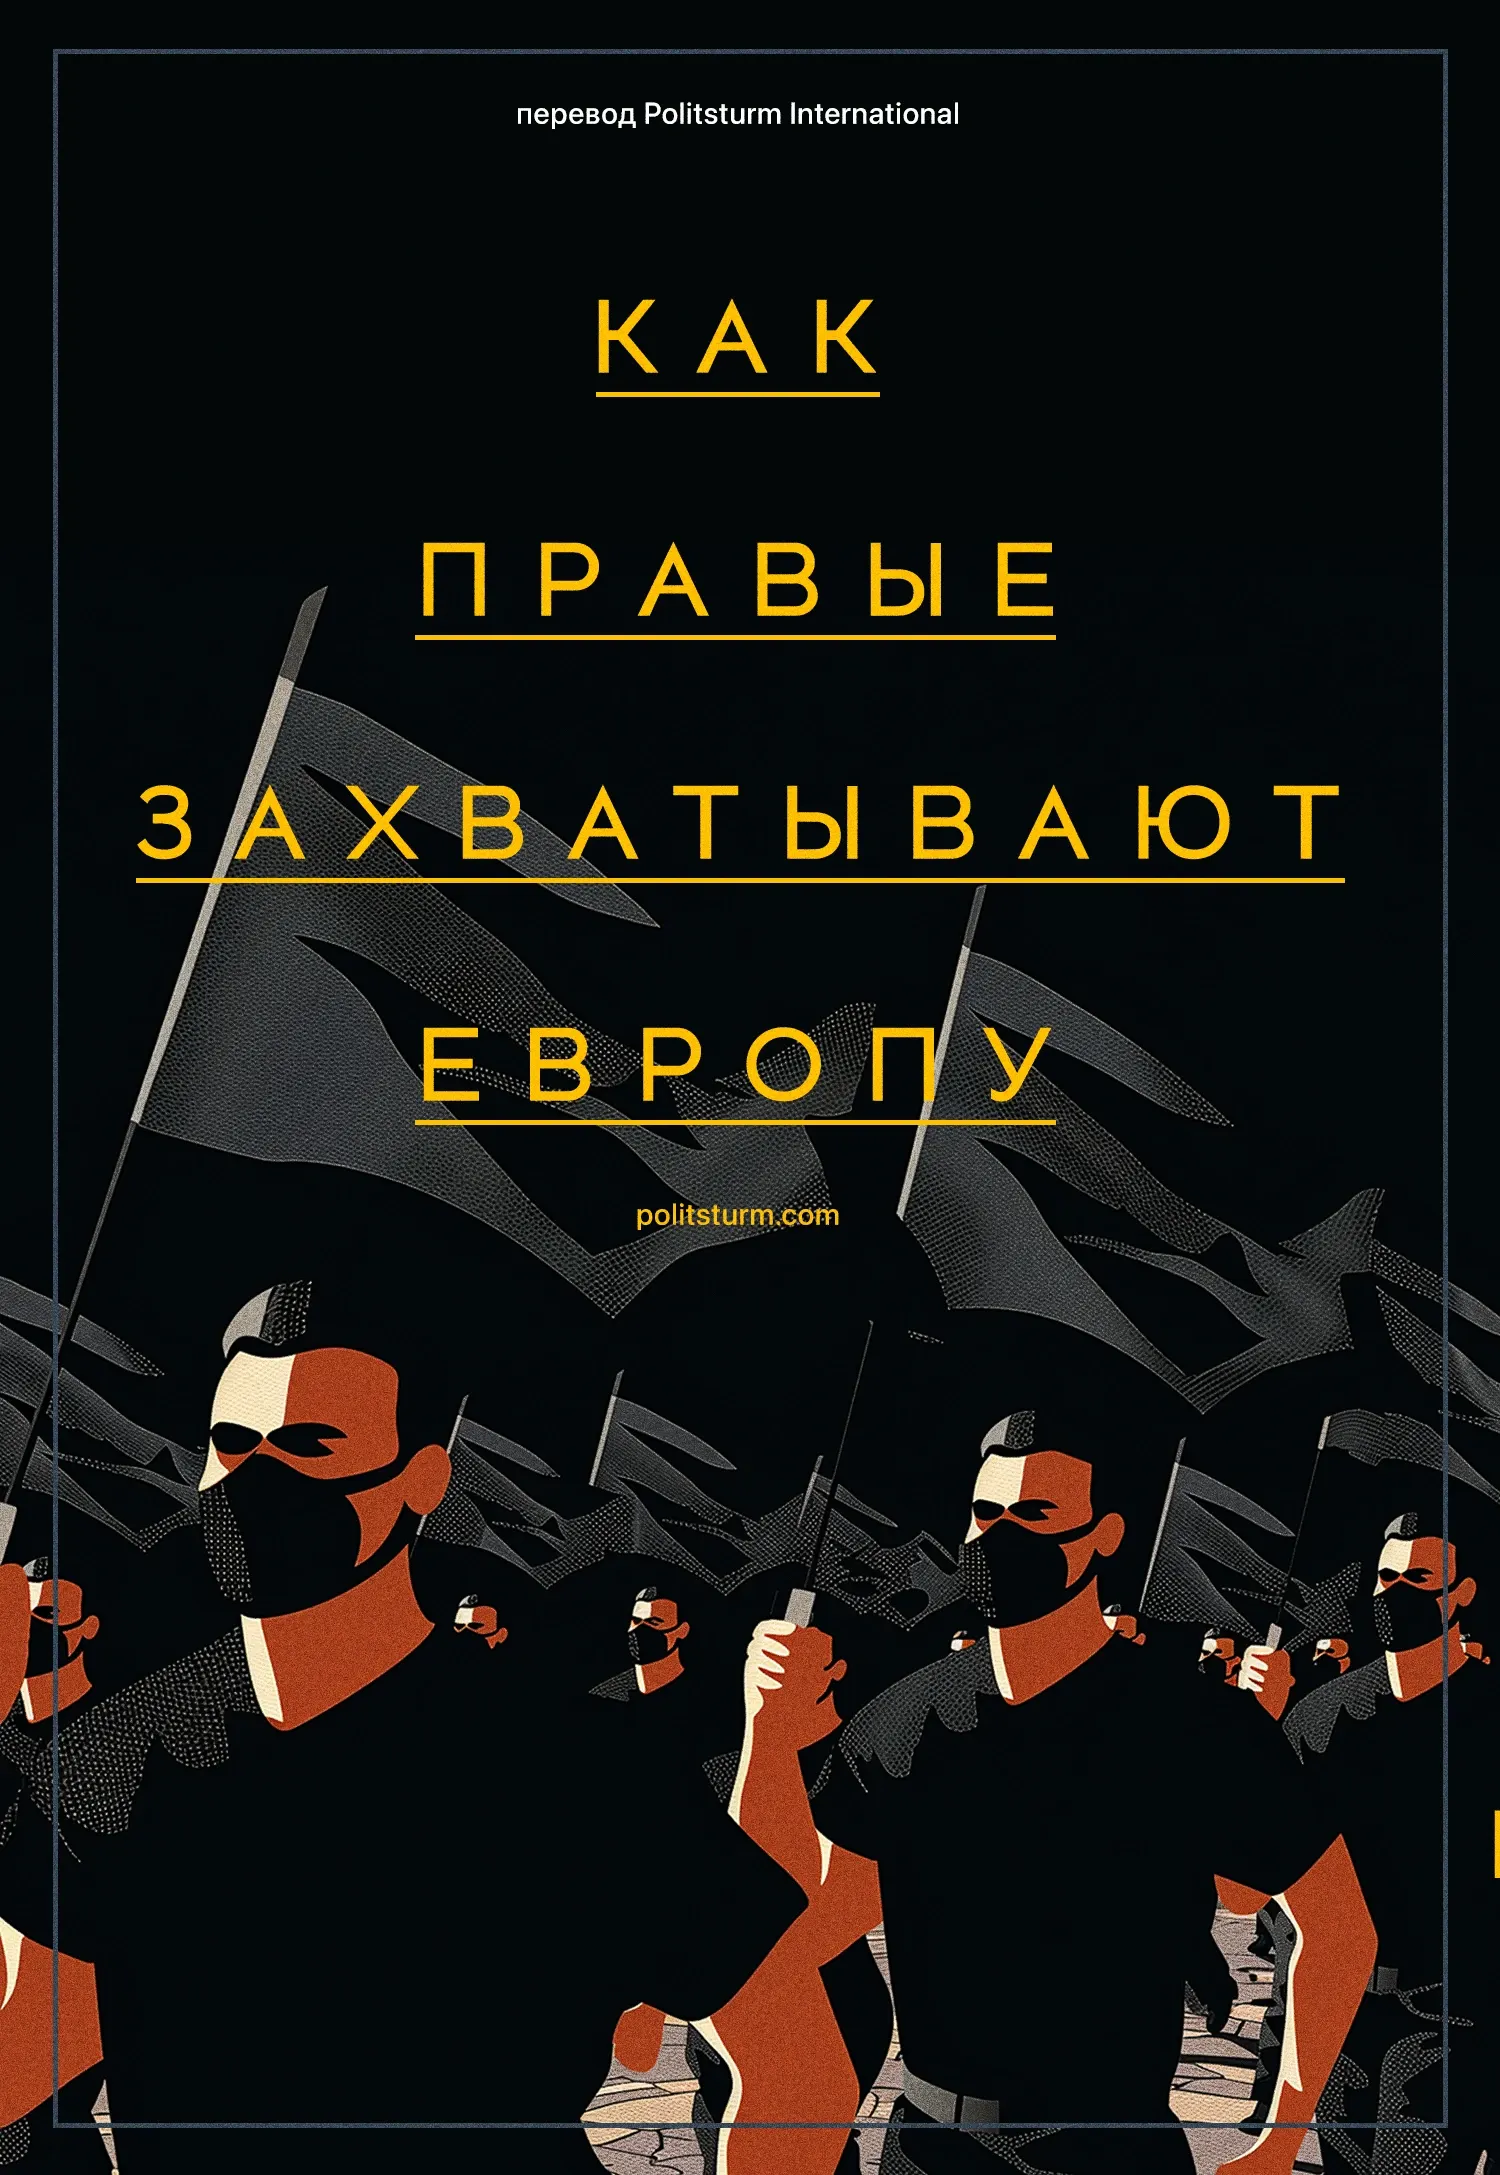 перевод Politsturm International
КАК
ПРАВЫЕ
ЗАХВАТЫВАЮТ
ЕВРОПУ
politsturm.com